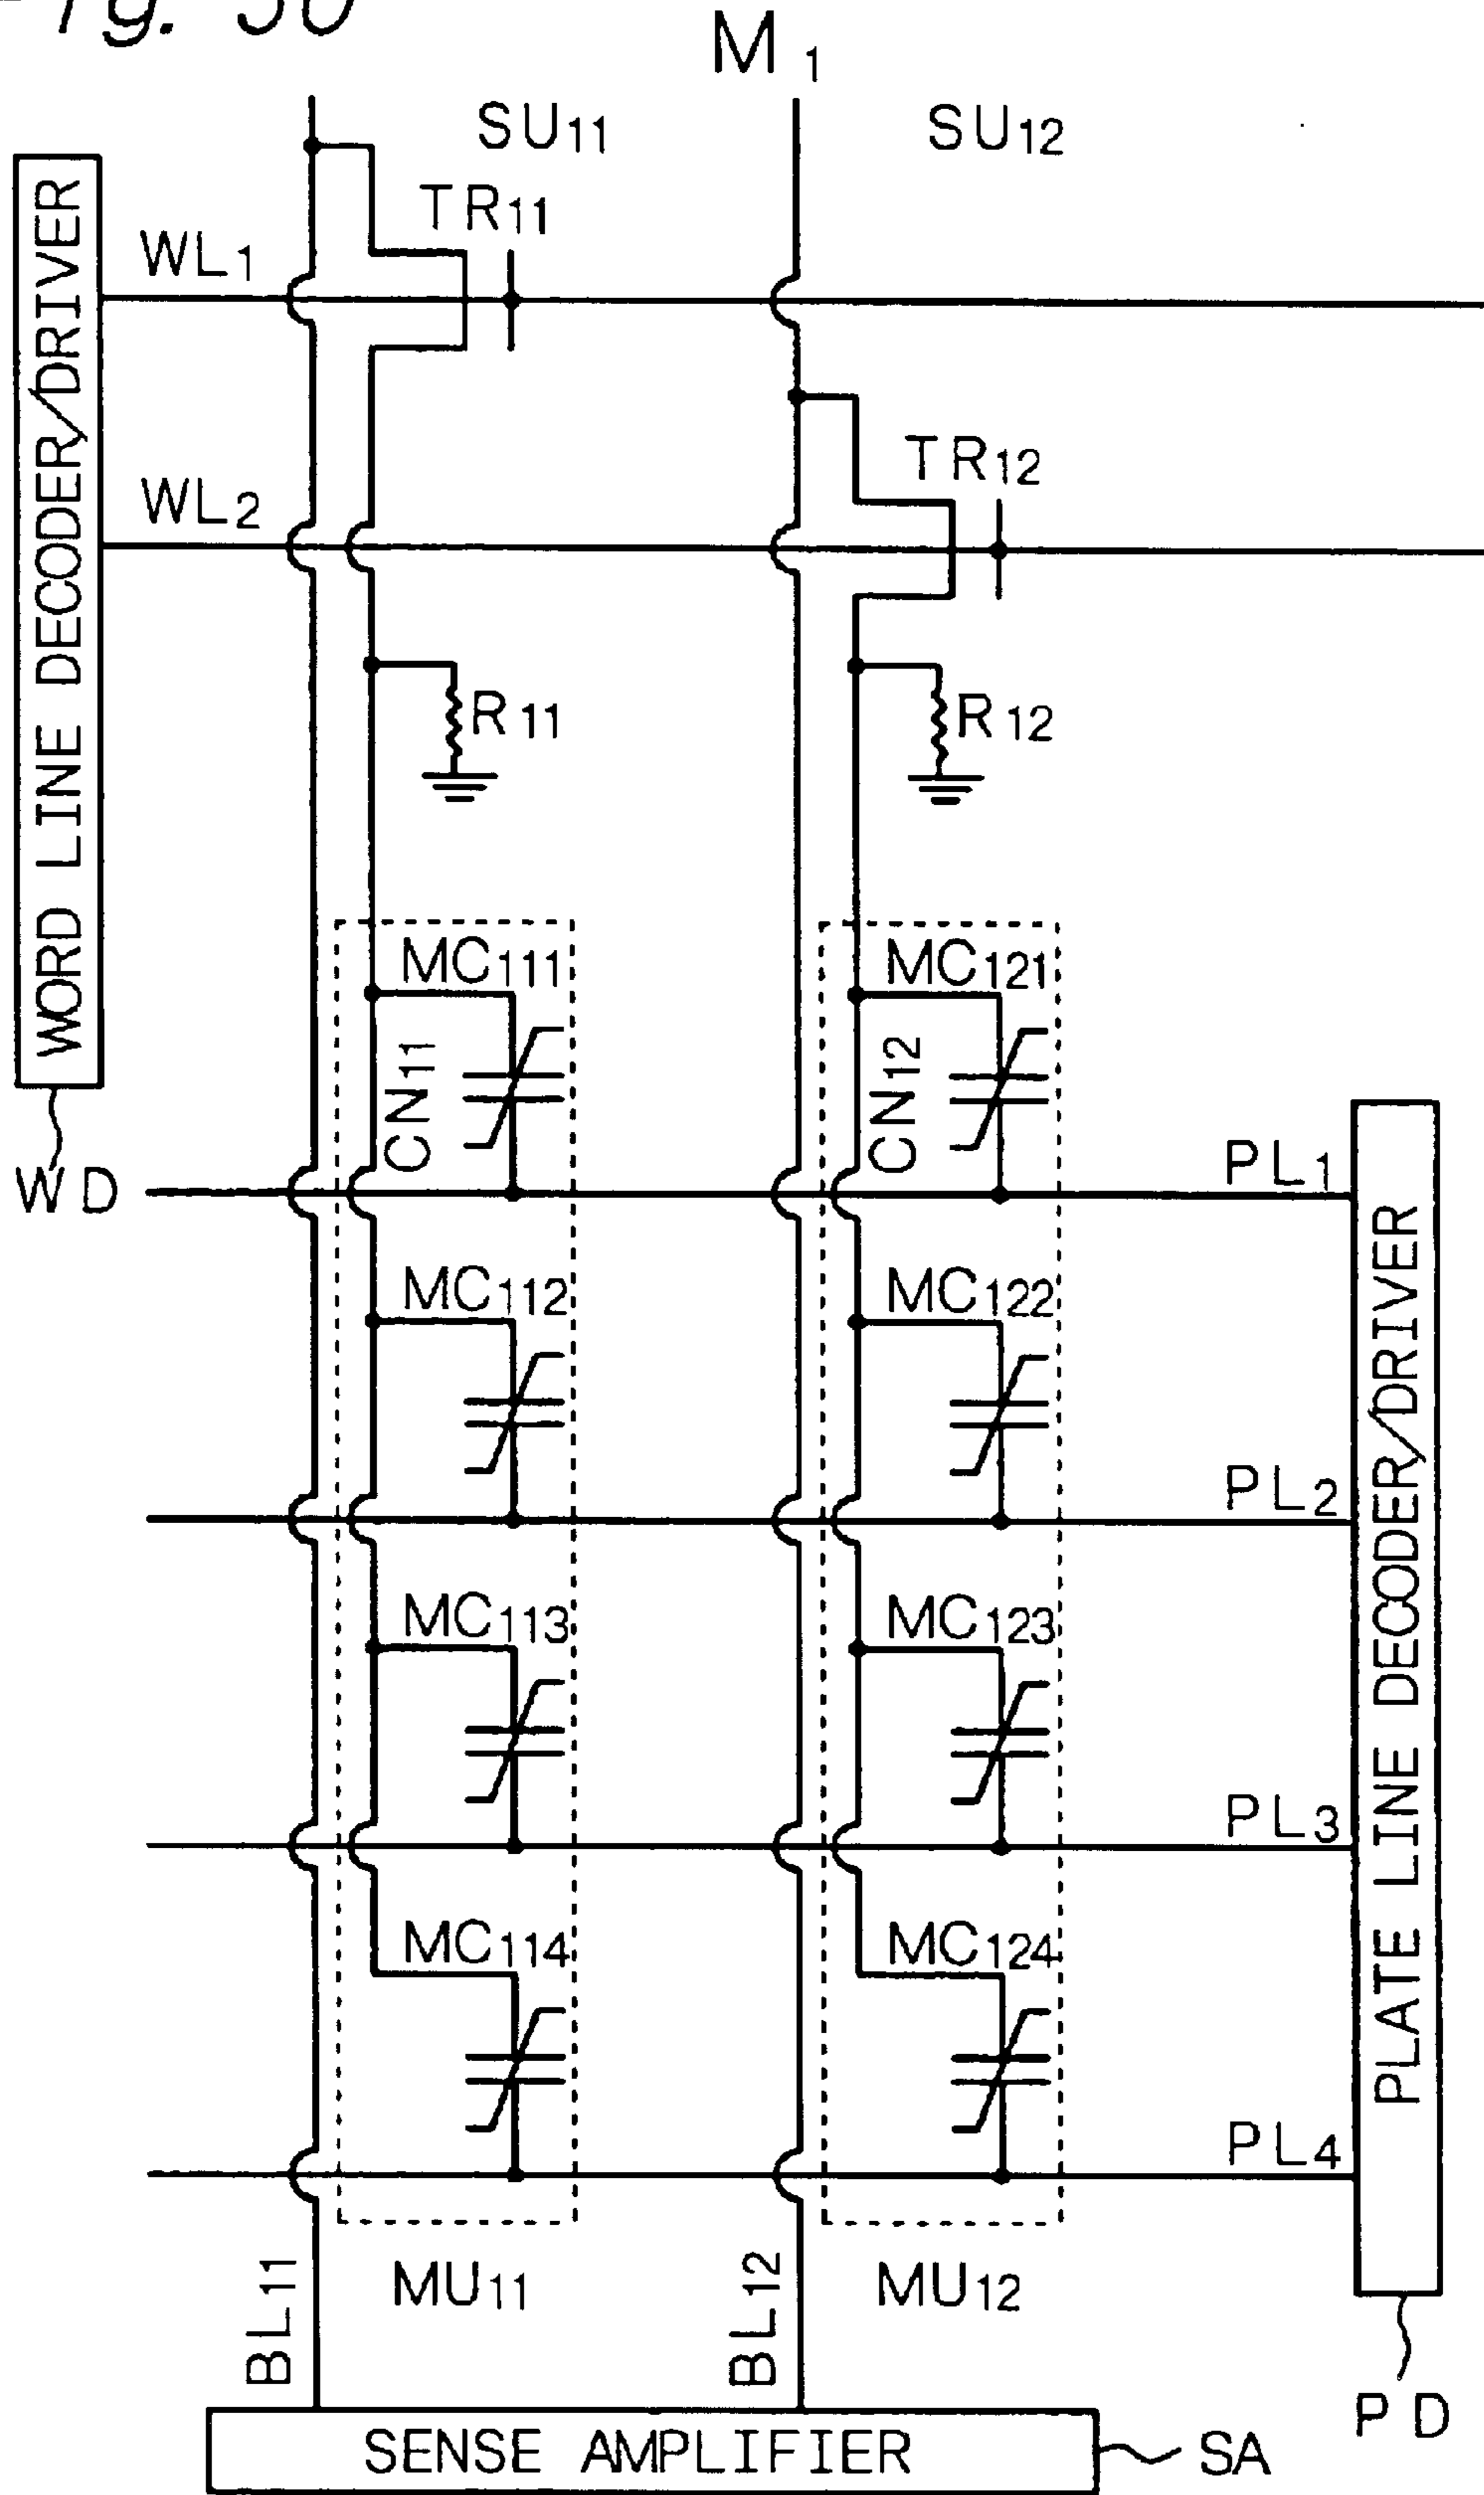 Fig. 30
M1
SU11
SU12
TR11
WL1
TR12
WL2
WORD LINE DECODER/DRIVER
R11
R12
MC111
MC121
CN11
CN12
PL1
WD
MC112
MC122
PL2
PLATE LINE DECODER/DRIVER
MC113
MC123
PL3
MC114
MC124
PL4
MU11
MU12
BL11
BL12
PD
SENSE AMPLIFIER
SA